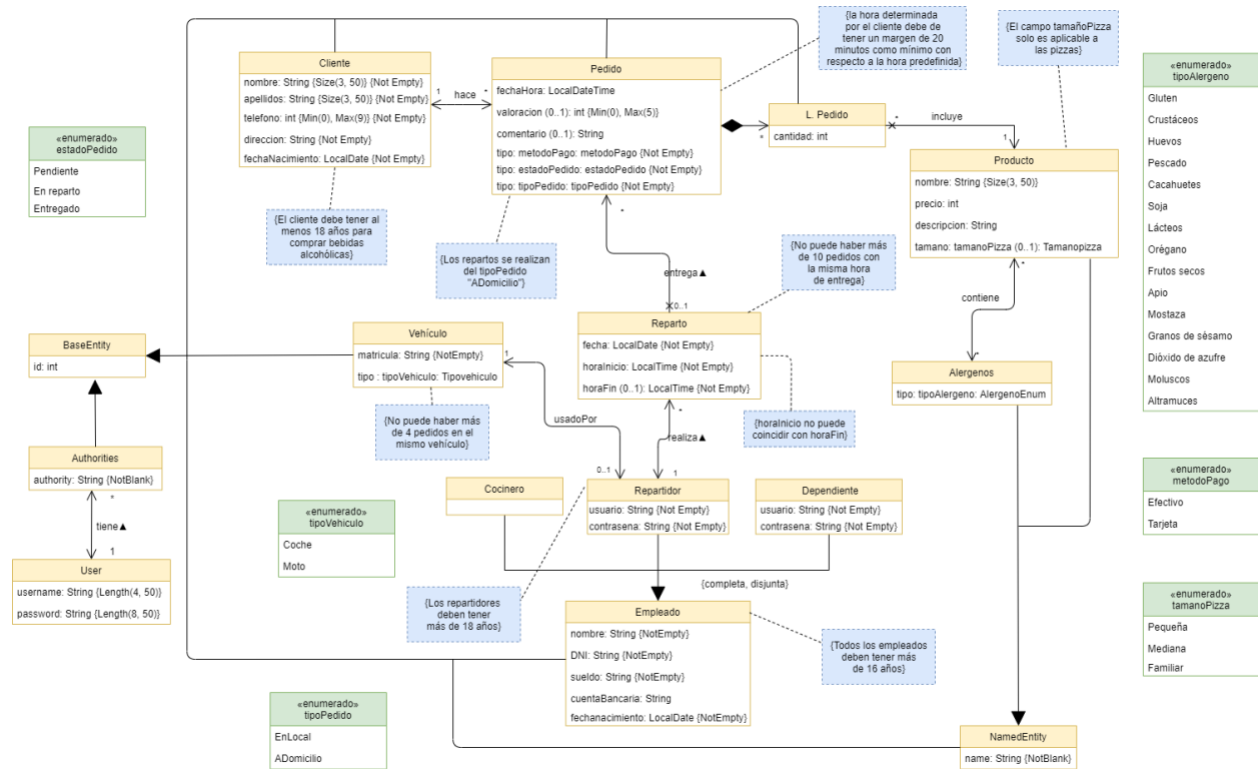 {la hora determinada
por el cliente debe de
tener un margen de 20
minutos como mínimo con
respecto a la hora predefinida}
{El campo tamañoPizza
solo es aplicable a
las pizzas}
Cliente
nombre: String {Size(3, 50)} {Not Empty}
apellidos: String {Size(3, 50)} {Not Empty}
telefono: int {Min(0), Max(9)} {Not Empty}
direccion: String {Not Empty}
fechaNacimiento: LocalDate {Not Empty}
1
hace
*
Pedido
fechaHora: LocalDateTime
valoracion (0..1): int {Min(0), Max(5)}
comentario (0..1): String
tipo: metodoPago: metodoPago {Not Empty}
tipo: estadoPedido: estadoPedido {Not Empty}
tipo: tipoPedido: tipoPedido {Not Empty}
*
L. Pedido
cantidad: int
*
incluye
1
Producto
nombre: String {Size(3, 50)}
precio: int
descripcion: String
tamano: tamanoPizza (0..1): Tamanopizza
«enumerado»
tipoAlergeno
Gluten
Crustáceos
Huevos
Pescado
Cacahuetes
Soja
Lácteos
Orégano
Frutos secos
Apio
Mostaza
Granos de sésamo
Dióxido de azufre
Moluscos
Altramuces
«enumerado»
estadoPedido
Pendiente
En reparto
Entregado
{El cliente debe tener al
menos 18 años para
comprar bebidas
alcohólicas}
{Los repartos se realizan
del tipoPedido
"ADomicilio"}
*
entrega▲
0..1
{No puede haber más
de 10 pedidos con
la misma hora
de entrega}
*
contiene
*
BaseEntity
id: int
Vehículo
matricula: String {NotEmpty}
tipo : tipoVehiculo: Tipovehiculo
1
Reparto
fecha: LocalDate {Not Empty}
horaInicio: LocalTime {Not Empty}
horaFin (0..1): LocalTime {Not Empty}
Alergenos
tipo: tipoAlergeno: AlergenoEnum
{No puede haber más
de 4 pedidos en el
mismo vehículo}
usadoPor
0..1
*
realiza▲
1
{horaInicio no puede
coincidir con horaFin}
Authorities
authority: String {NotBlank}
*
tiene▲
1
User
username: String {Length(4, 50)}
password: String {Length(8, 50)}
«enumerado»
tipoVehiculo
Coche
Moto
Cocinero
Repartidor
usuario: String {Not Empty}
contrasena: String {Not Empty}
Dependiente
usuario: String {Not Empty}
contrasena: String {Not Empty}
«enumerado»
metodoPago
Efectivo
Tarjeta
{completa, disjunta}
{Los repartidores
deben tener
más de 18 años}
Empleado
nombre: String {NotEmpty}
DNI: String {NotEmpty}
sueldo: String {NotEmpty}
cuentaBancaria: String
fechanacimiento: LocalDate {NotEmpty}
{Todos los empleados
deben tener más
de 16 años}
«enumerado»
tamanoPizza
Pequeña
Mediana
Familiar
«enumerado»
tipoPedido
EnLocal
ADomicilio
NamedEntity
name: String {NotBlank}